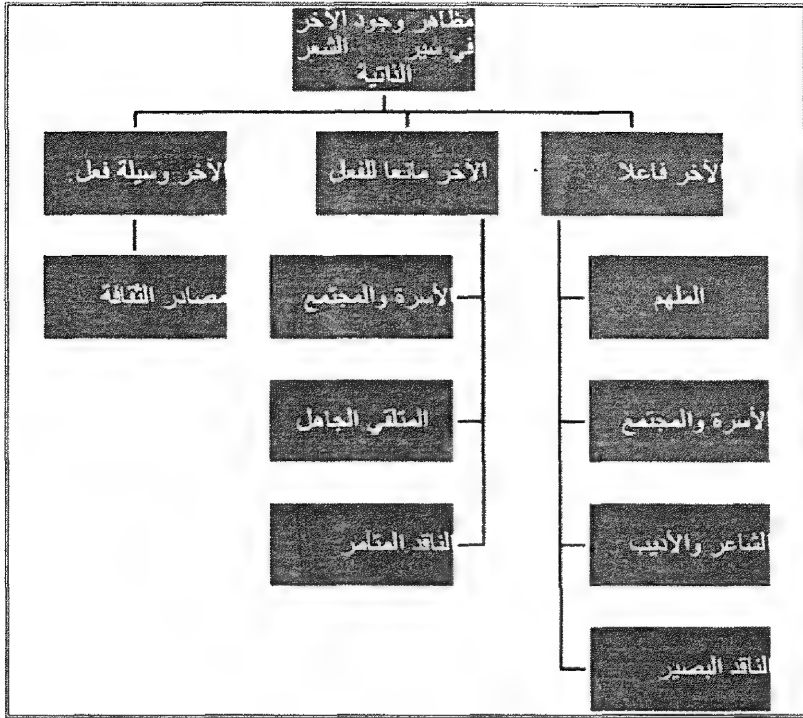 مظاهر وجود الآخر
في سير الشعر
الذاتية
الآخر فاعلا
الآخر مانعا للفعل
الآخر وسيلة فعل
الملهم
الأسرة والمجتمع
الشاعر والأديب
الناقد البصير
الأسرة والمجتمع
المتلقي الجاهل
الناقد المتآمر
مصادر الثقافة